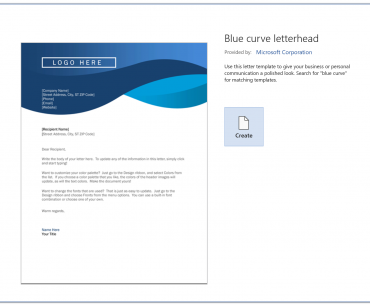 LOGO HERE
[Company Name]
[Street Address, City, ST ZIP Code]
[Phone]
[Email]
[Website]
[Recipient Name]
[Street Address, City, ST ZIP Code]
Dear Recipient,
Write the body of your letter here. To update any of the information in this letter, simply click
and start typing!
Want to customize your color palette? Just go to the Design ribbon, and select Colors from
the list. If you choose a color palette that you like, the colors of the header images will
update, as will the text colors. Make this document yours!
Want to change the fonts that are used? That is just as easy to update. Just go to the
Design ribbon and choose Fonts from the menu options. You can use a built-in font
combination or choose one of your own.
Warm regards,
Name Here
Your Title
Blue curve letterhead
Provided by: Microsoft Corporation
Use this letter template to give your business or personal
communication a polished look. Search for "blue curve"
for matching templates.
Create